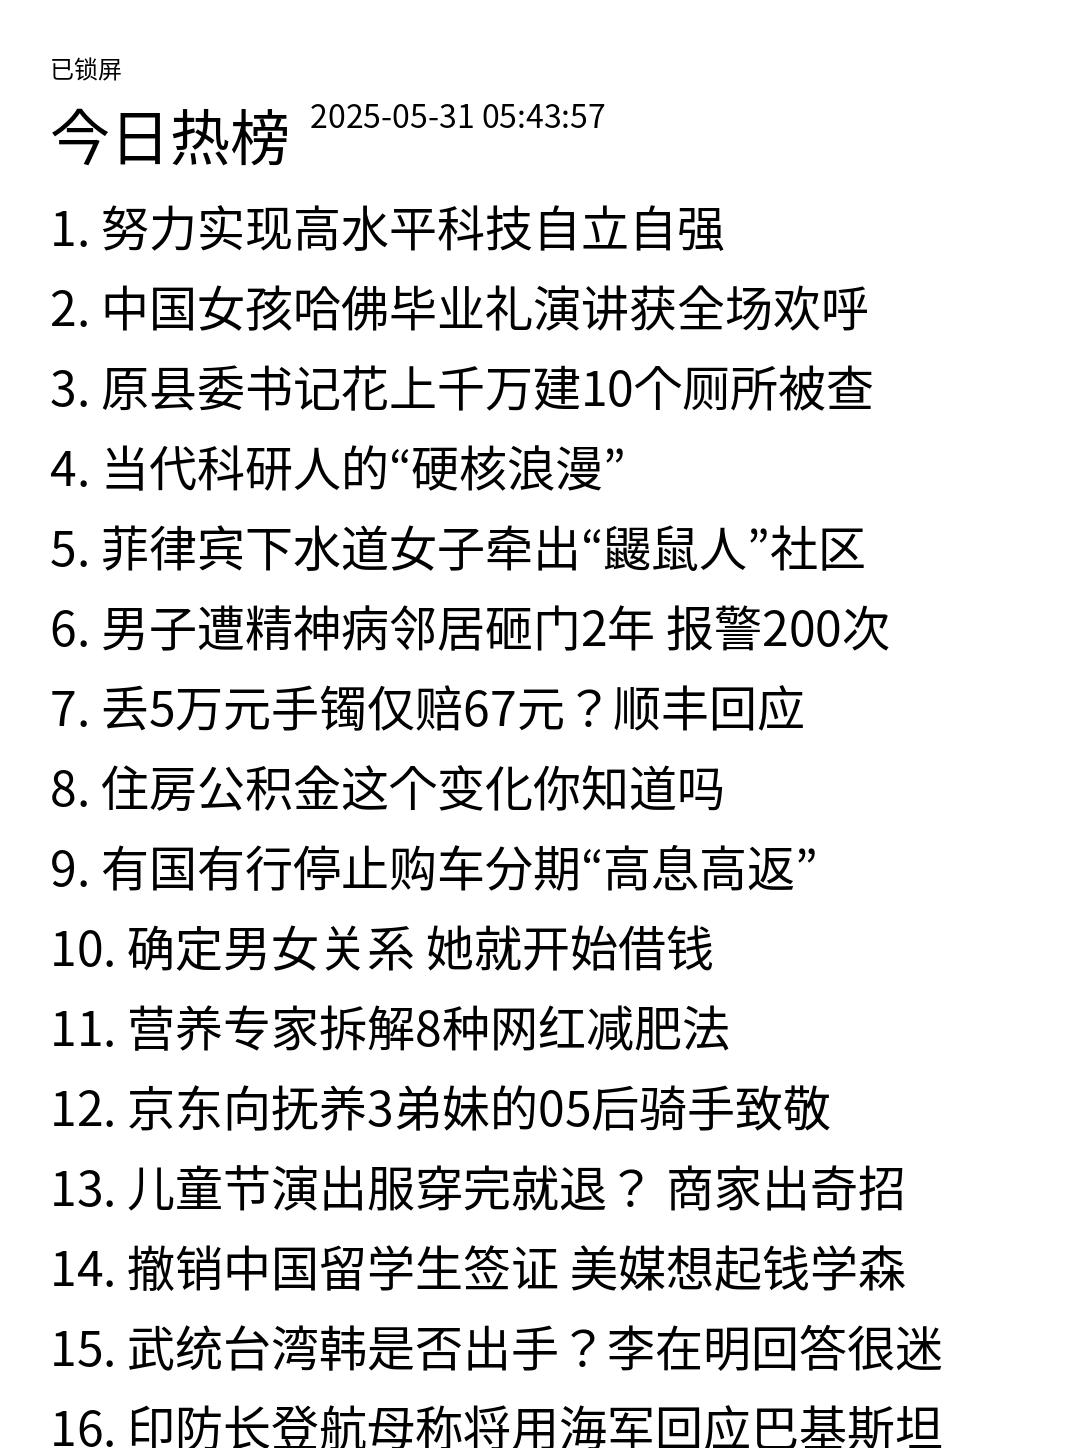 已锁屏
今日热榜 2025-05-31 05:43:57
1. 努力实现高水平科技自立自强
2. 中国女孩哈佛毕业礼演讲获全场欢呼
3. 原县委书记花上千万建10个厕所被查
4. 当代科研人的“硬核浪漫”
5. 菲律宾下水道女子牵出“鼹鼠人”社区
6. 男子遭精神病邻居砸门2年 报警200次
7. 丢5万元手镯仅赔67元？顺丰回应
8. 住房公积金这个变化你知道吗
9. 有国有行停止购车分期“高息高返”
10. 确定男女关系 她就开始借钱
11. 营养专家拆解8种网红减肥法
12. 京东向抚养3弟妹的05后骑手致敬
13. 儿童节演出服穿完就退？ 商家出奇招
14. 撤销中国留学生签证 美媒想起钱学森
15. 武统台湾韩是否出手？李在明回答很迷
16. 印防长登航母称将用海军回应巴基斯坦